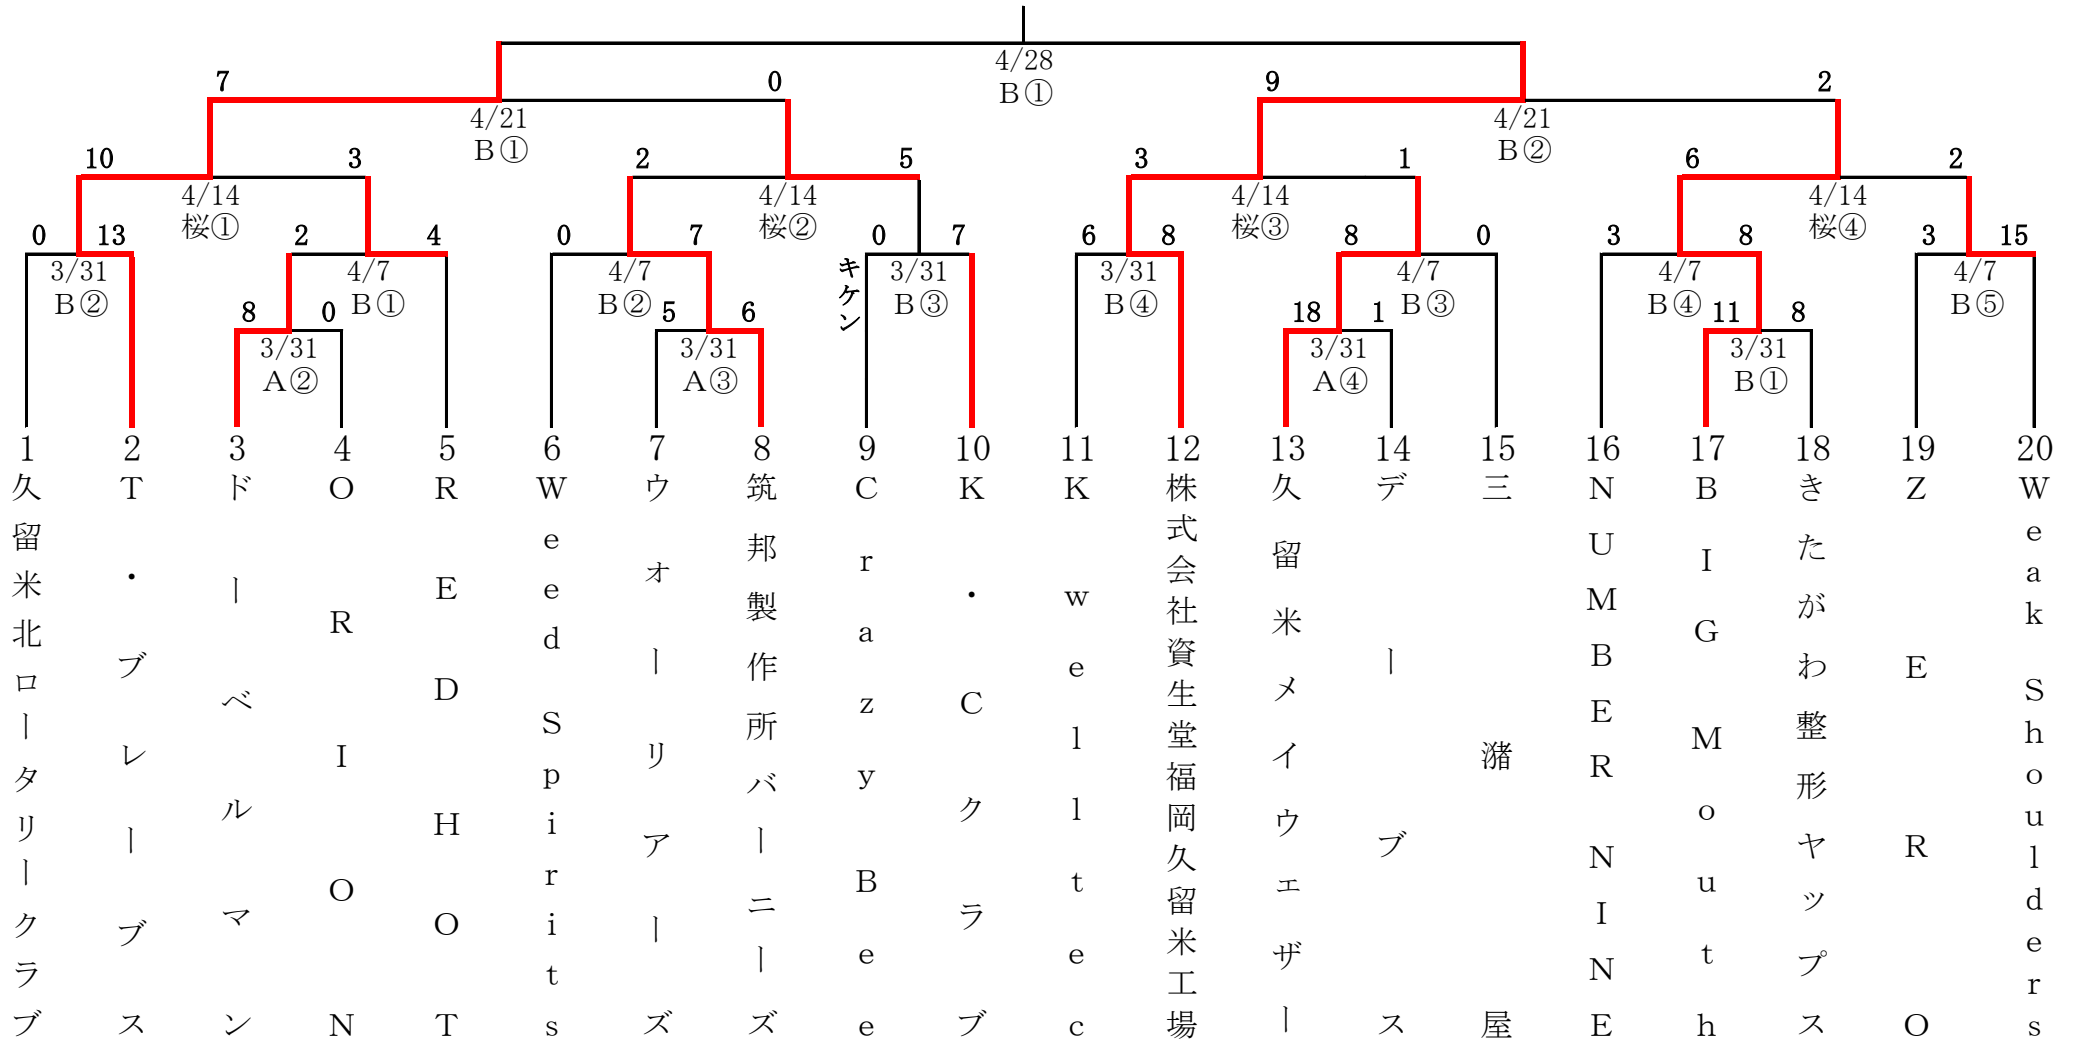 4/28
B①
7 0 9 2
4/21 4/21
B① B②
10 3 2 5 3 1 6 2
4/14 4/14 4/14 4/14
桜① 桜② 桜③ 桜④
0 13 2 4 0 7 0 7 6 8 8 0 3 8 3 15
3/31 4/7 4/7 キケン 3/31 3/31 4/7 4/7 4/7
B② B① B② B③ B④ B③ B④ B⑤
8 0 5 6 18 1 11 8
3/31 3/31 3/31 3/31
A② A③ A④ B①
1 2 3 4 5 6 7 8 9 10 11 12 13 14 15 16 17 18 19 20
久留米北ロータリークラブ
T・ブレーブス
ドーベルマン
ORION
RED HOT
Weed Spirits
ウォーリアーズ
筑邦製作所バーニーズ
Crazy Bee
K・Cクラブ
K welltec
株式会社資生堂福岡久留米工場
久留米メイウェザー
デーブス
三瀦屋
NUMBER NINE
BIG Mouth
きたがわ整形ヤップス
ZERO
Weak Shoulders